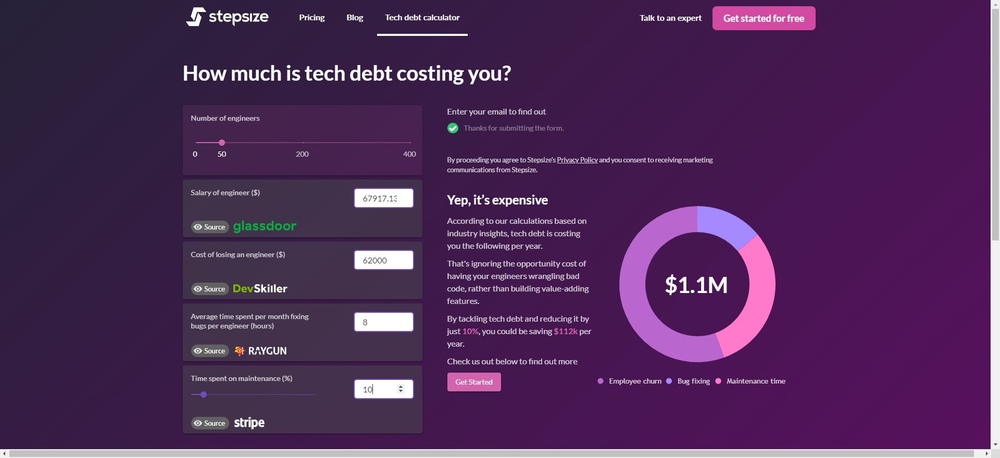 stepsize
Pricing
Blog
Tech debt calculator
Talk to an expert
Get started for free
How much is tech debt costing you?
Number of engineers
0
50
200
400
Salary of engineer ($)
67917.13
Source
glassdoor
Cost of losing an engineer ($)
62000
Source
DevSkiller
Average time spent per month fixing
bugs per engineer (hours)
8
Source
RAYGUN
Time spent on maintenance (%)
10
Source
stripe
Enter your email to find out
Thanks for submitting the form.
By proceeding you agree to Stepsize's Privacy Policy and you consent to receiving marketing
communications from Stepsize.
Yep, it’s expensive
According to our calculations based on
industry insights, tech debt is costing
you the following per year.
That's ignoring the opportunity cost of
having your engineers wrangling bad
code, rather than building value-adding
features.
By tackling tech debt and reducing it by
just 10%, you could be saving $112k per
year.
Check us out below to find out more
Get Started
$1.1M
Employee churn
Bug fixing
Maintenance time